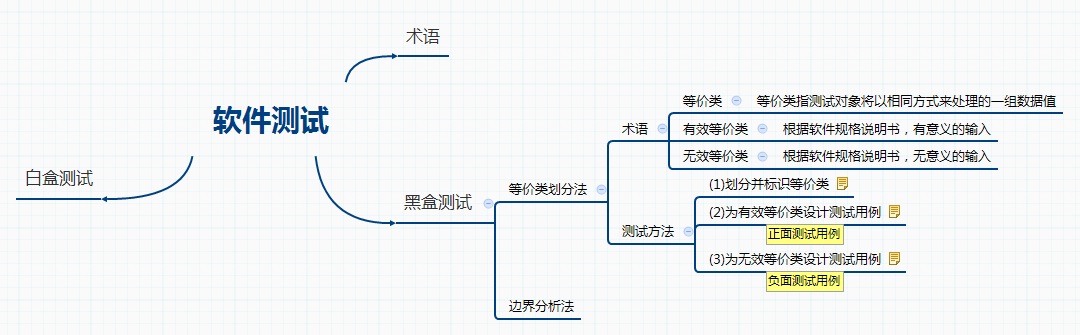 术语
软件测试
白盒测试
黑盒测试
等价类划分法
术语
等价类
等价类指测试对象将以相同方式来处理的一组数据值
有效等价类
根据软件规格说明书，有意义的输入
无效等价类
根据软件规格说明书，无意义的输入
测试方法
(1)划分并标识等价类
(2)为有效等价类设计测试用例
正面测试用例
(3)为无效等价类设计测试用例
负面测试用例
边界分析法